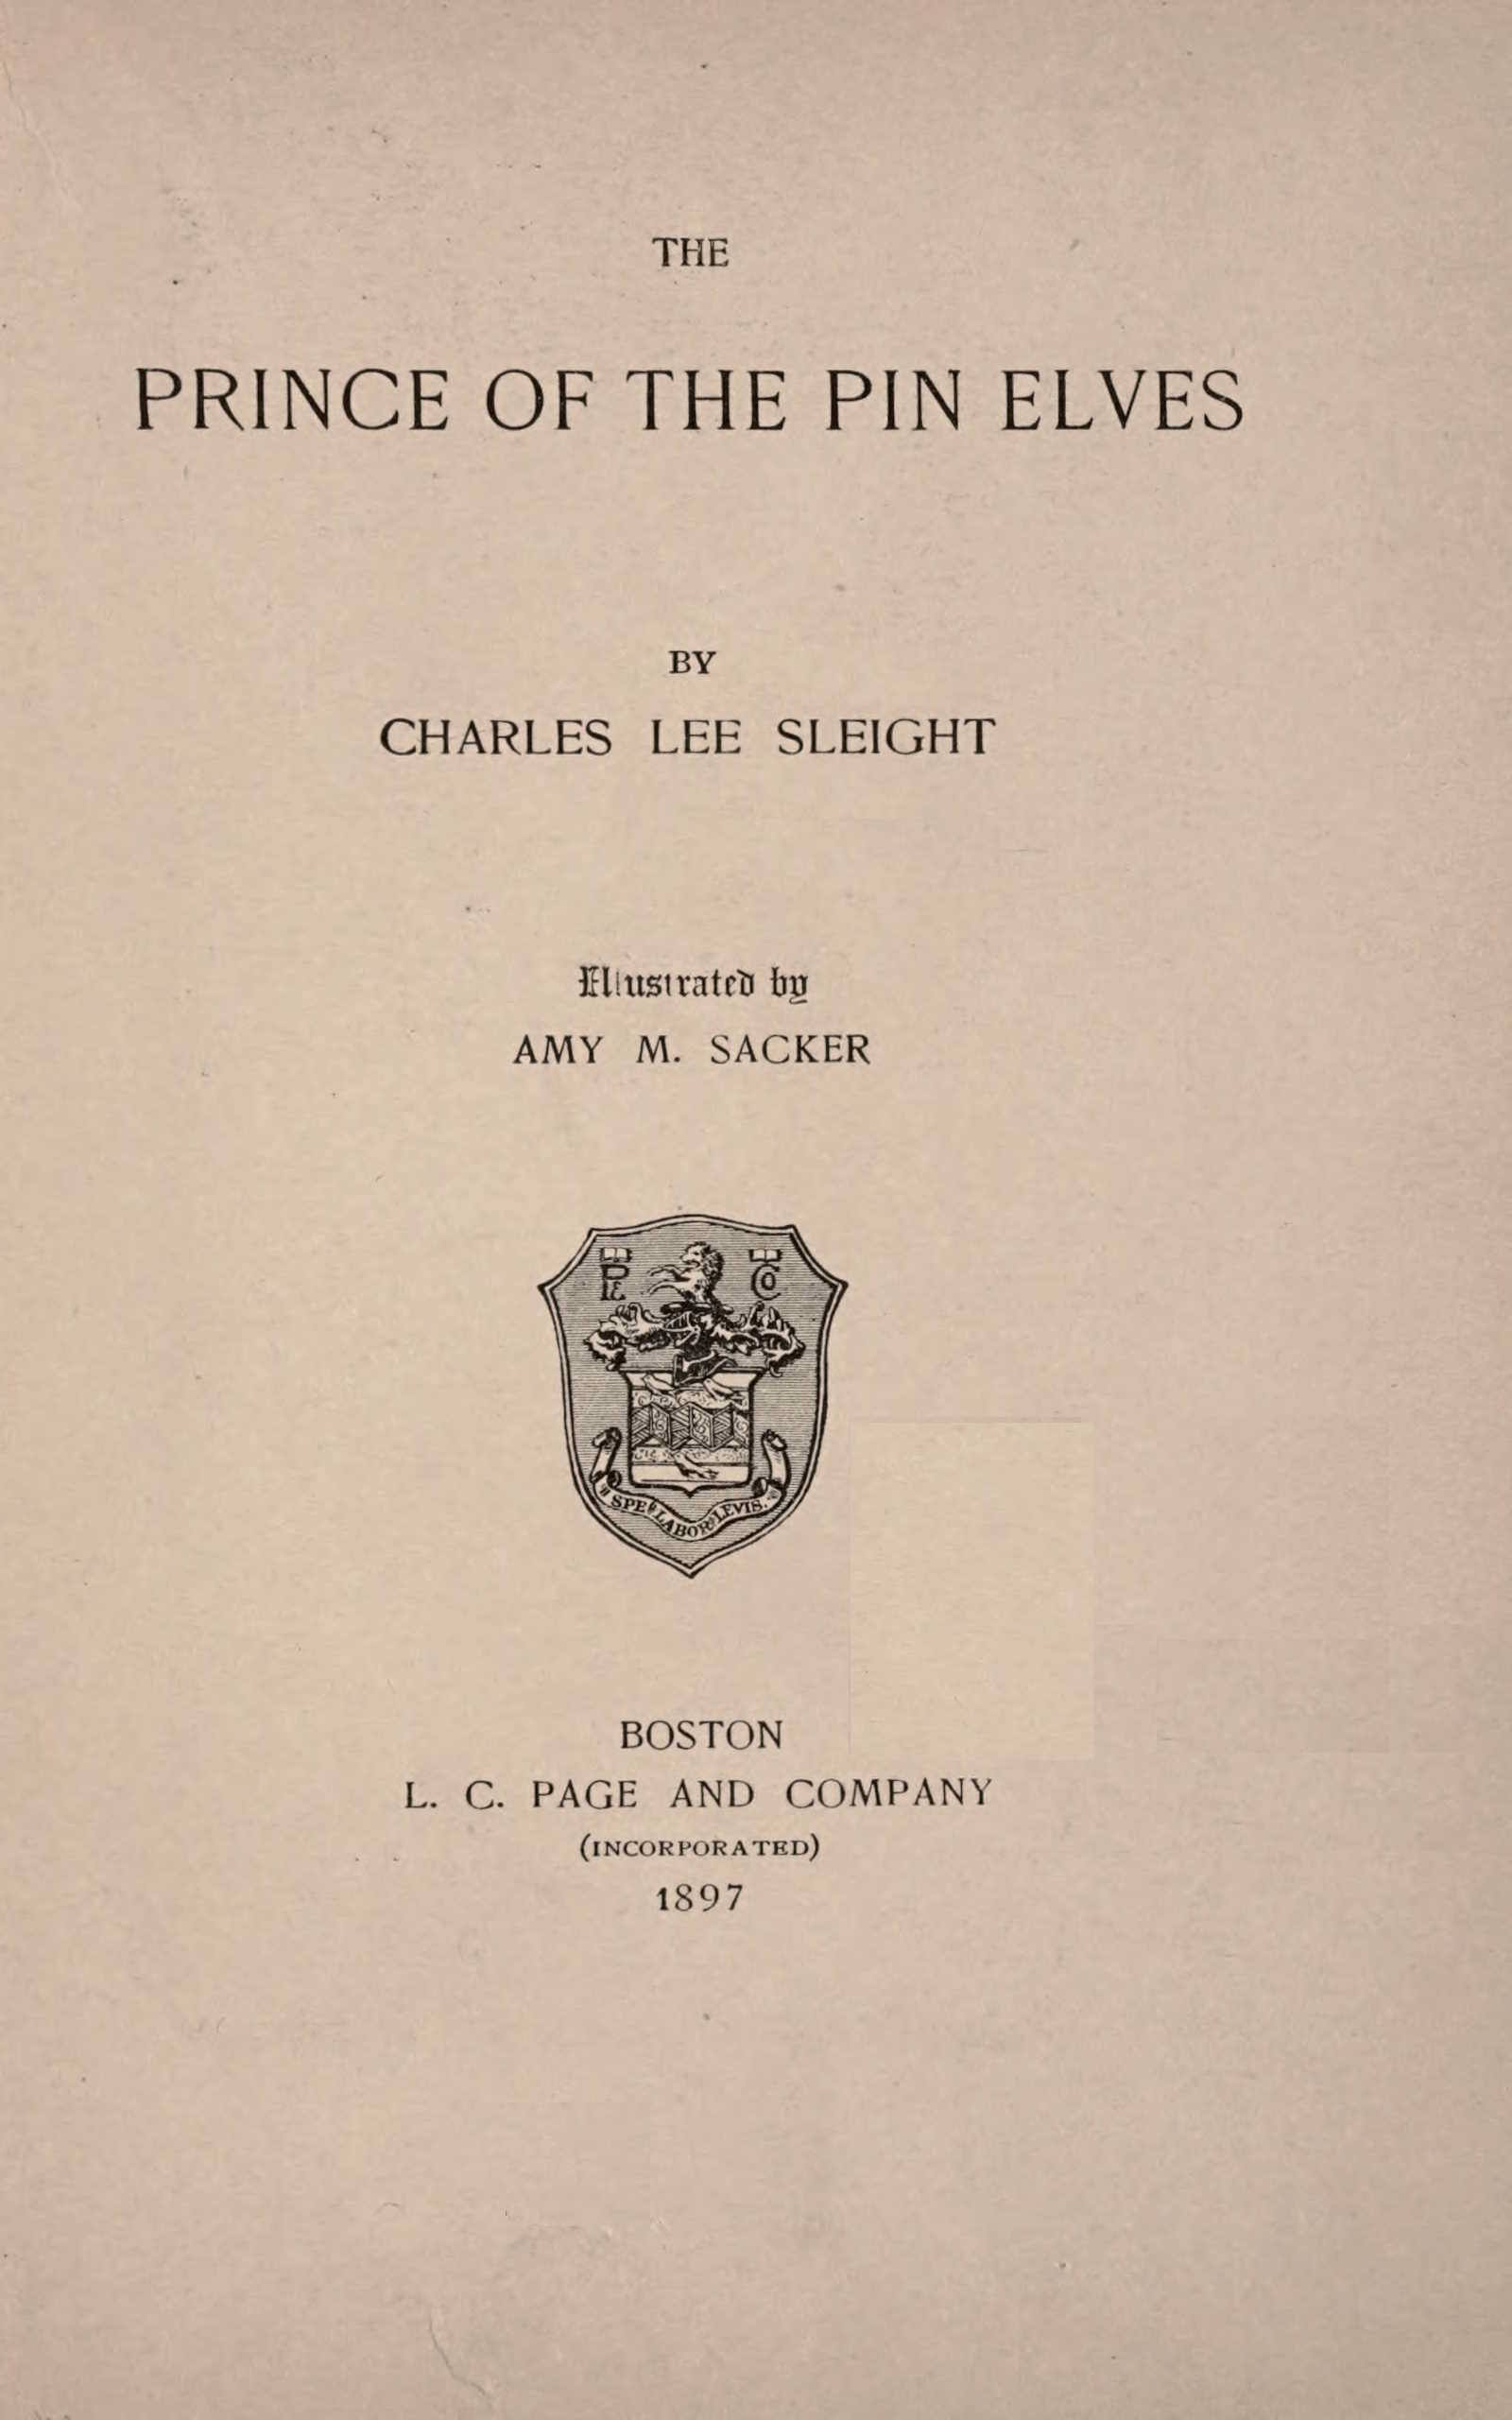 THE
PRINCE OF THE PIN ELVES
BY
CHARLES LEE SLEIGHT
Illustrated by
AMY M. SACKER
SPE LABOR LEVIS.
BOSTON
L. C. PAGE AND COMPANY
(INCORPORATED)
1897